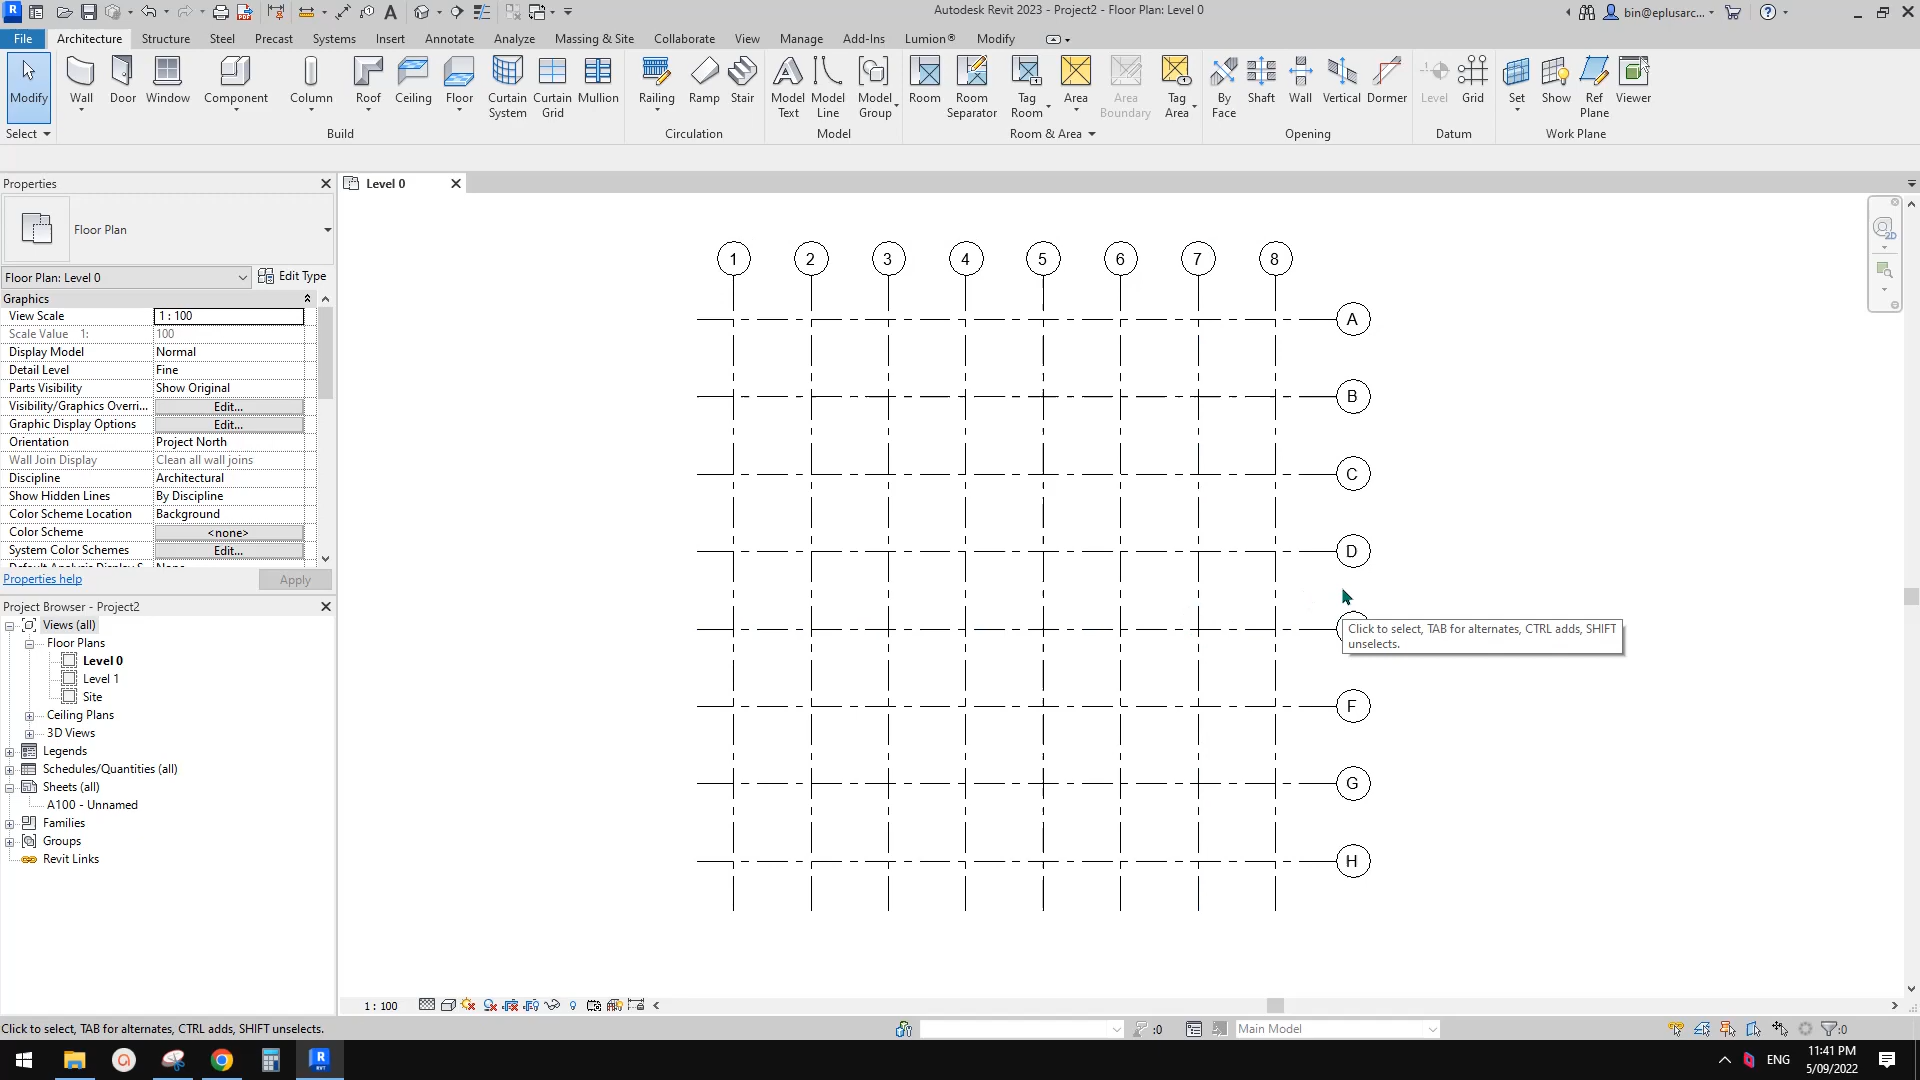 Autodesk Revit 2023 - Project2 - Floor Plan: Level 0
bin@eplusarc...
File Architecture Structure Steel Precast Systems Insert Annotate Analyze Massing & Site Collaborate View Manage Add-Ins Lumion® Modify
Modify Wall Door Window Component Column Roof Ceiling Floor Curtain System Curtain Grid Mullion Railing Ramp Stair Model Text Model Line Model Group Room Room Separator Tag Room Area Area Boundary Tag Area By Face Shaft Wall Vertical Dormer Level Grid Set Show Ref Plane Viewer
Select Build Circulation Model Room & Area Opening Datum Work Plane
Properties
Level 0
Floor Plan
Floor Plan: Level 0 Edit Type
Graphics
View Scale 1 : 100
Scale Value 1: 100
Display Model Normal
Detail Level Fine
Parts Visibility Show Original
Visibility/Graphics Overri... Edit...
Graphic Display Options Edit...
Orientation Project North
Wall Join Display Clean all wall joins
Discipline Architectural
Show Hidden Lines By Discipline
Color Scheme Location Background
Color Scheme <none>
System Color Schemes Edit...
Properties help Apply
Project Browser - Project2
Views (all)
Floor Plans
Level 0
Level 1
Site
Ceiling Plans
3D Views
Legends
Schedules/Quantities (all)
Sheets (all)
A100 - Unnamed
Families
Groups
Revit Links
1 2 3 4 5 6 7 8
A
B
C
D
F
G
H
Click to select, TAB for alternates, CTRL adds, SHIFT
unselects.
2D
1 : 100
Click to select, TAB for alternates, CTRL adds, SHIFT unselects.
:0
Main Model
:0
ENG
11:41 PM
5/09/2022